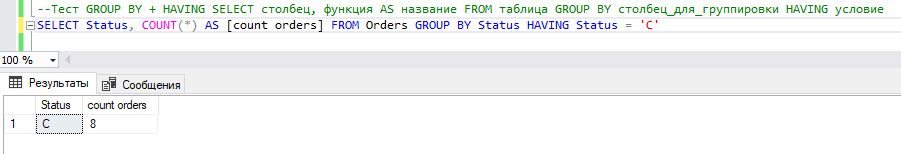 --Тест GROUP BY + HAVING SELECT столбец, функция AS название FROM таблица GROUP BY столбец_для_группировки HAVING условие
SELECT Status, COUNT(*) AS [count orders] FROM Orders GROUP BY Status HAVING Status = 'C'
100 %
Результаты Сообщения
Status count orders
1 C 8